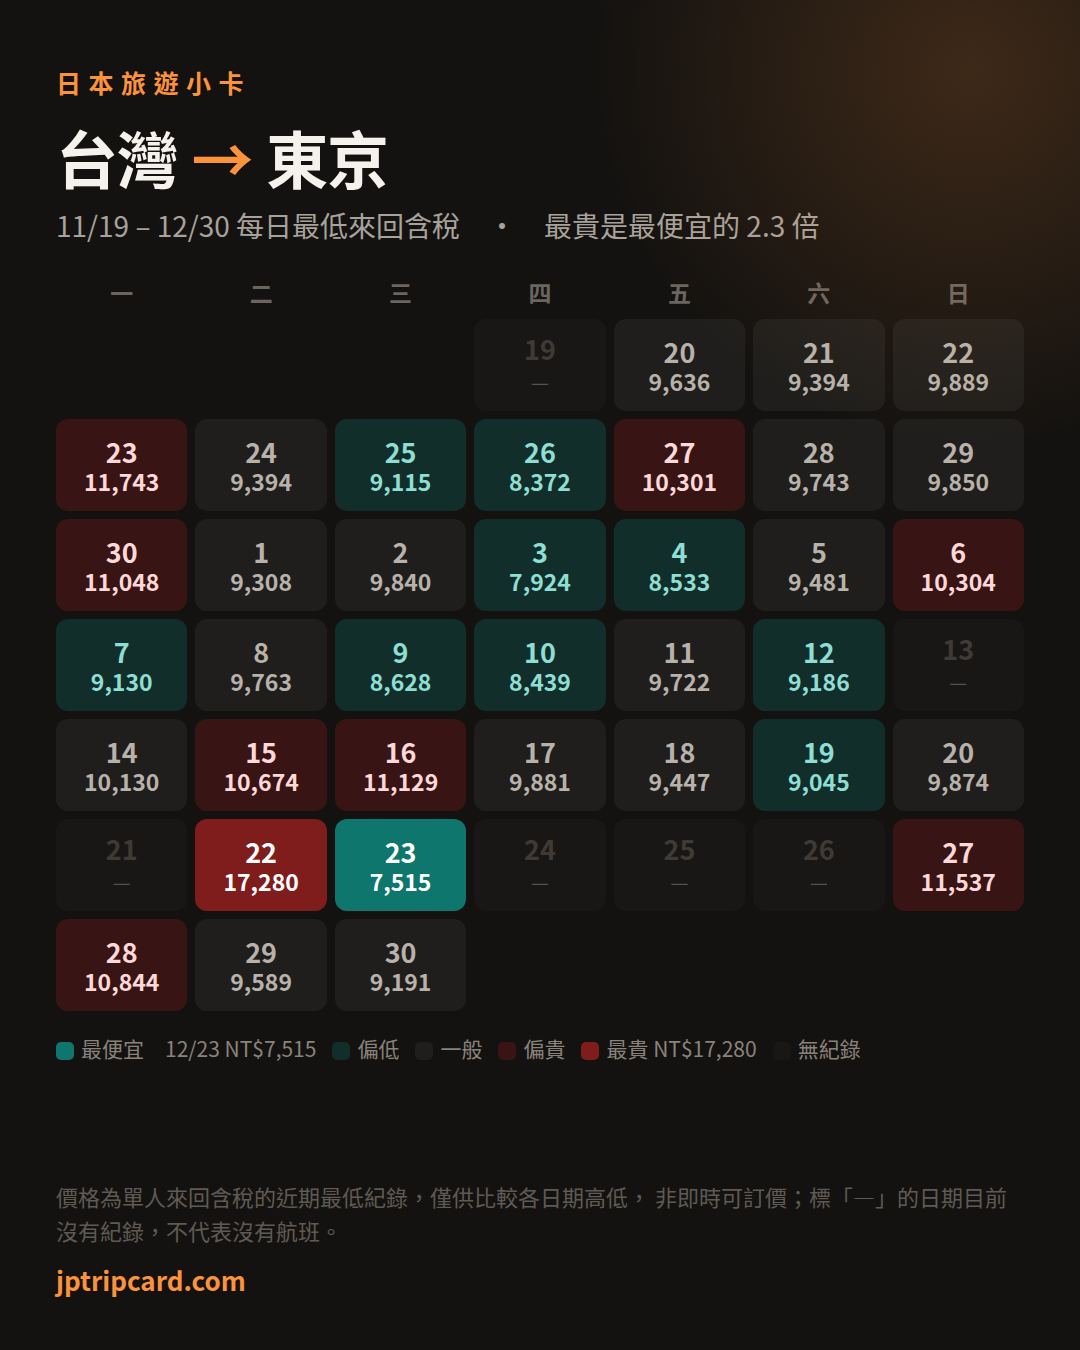 日本旅遊小卡
台灣 → 東京
11/19 – 12/30 每日最低來回含稅 ・ 最貴是最便宜的 2.3 倍
一 二 三 四 五 六 日
19 20 21 22
— 9,636 9,394 9,889
23 24 25 26 27 28 29
11,743 9,394 9,115 8,372 10,301 9,743 9,850
30 1 2 3 4 5 6
11,048 9,308 9,840 7,924 8,533 9,481 10,304
7 8 9 10 11 12 13
9,130 9,763 8,628 8,439 9,722 9,186 —
14 15 16 17 18 19 20
10,130 10,674 11,129 9,881 9,447 9,045 9,874
21 22 23 24 25 26 27
— 17,280 7,515 — — — 11,537
28 29 30
10,844 9,589 9,191
最便宜 12/23 NT$7,515 偏低 一般 偏貴 最貴 NT$17,280 無紀錄
價格為單人來回含稅的近期最低紀錄，僅供比較各日期高低， 非即時可訂價；標「—」的日期目前
沒有紀錄，不代表沒有航班。
jptripcard.com